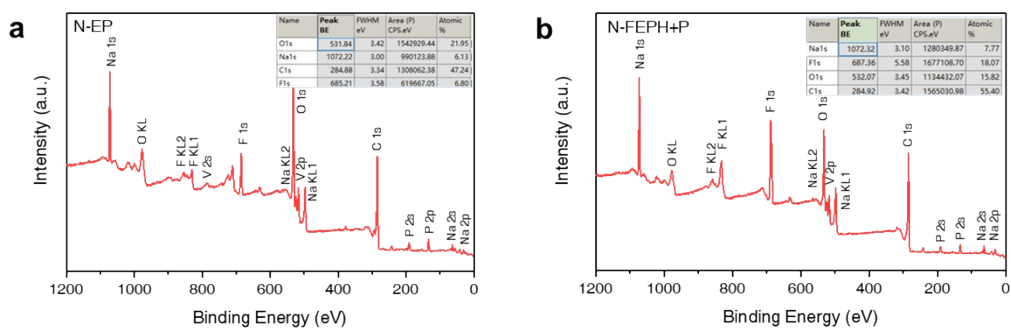 a
N-EP
Name Peak BE FWHM eV Area (P) CPS.eV Atomic %
O1s 531.84 3.42 1542929.44 21.95
Na1s 1072.22 3.00 990123.88 6.13
C1s 284.88 3.34 1308062.38 47.24
F1s 685.21 3.58 619667.05 6.80
Na 1s
O KL
F KL2
F KL1
V 2s
F 1s
Na KL2
O 1s
V 2p
Na KL1
C 1s
P 2s
P 2p
Na 2s
Na 2p
Intensity (a.u.)
1200 1000 800 600 400 200 0
Binding Energy (eV)
b
N-FEPH+P
Name Peak BE FWHM eV Area (P) CPS.eV Atomic %
Na1s 1072.32 3.10 1280349.87 7.77
F1s 687.36 5.58 1677108.70 18.07
O1s 532.07 3.45 1134432.07 15.82
C1s 284.92 3.42 1565030.98 55.40
Na 1s
O KL
F KL2
F KL1
F 1s
Na KL2
O 1s
V 2p
Na KL1
C 1s
P 2s
P 2p
Na 2s
Na 2p
Intensity (a.u.)
1200 1000 800 600 400 200 0
Binding Energy (eV)